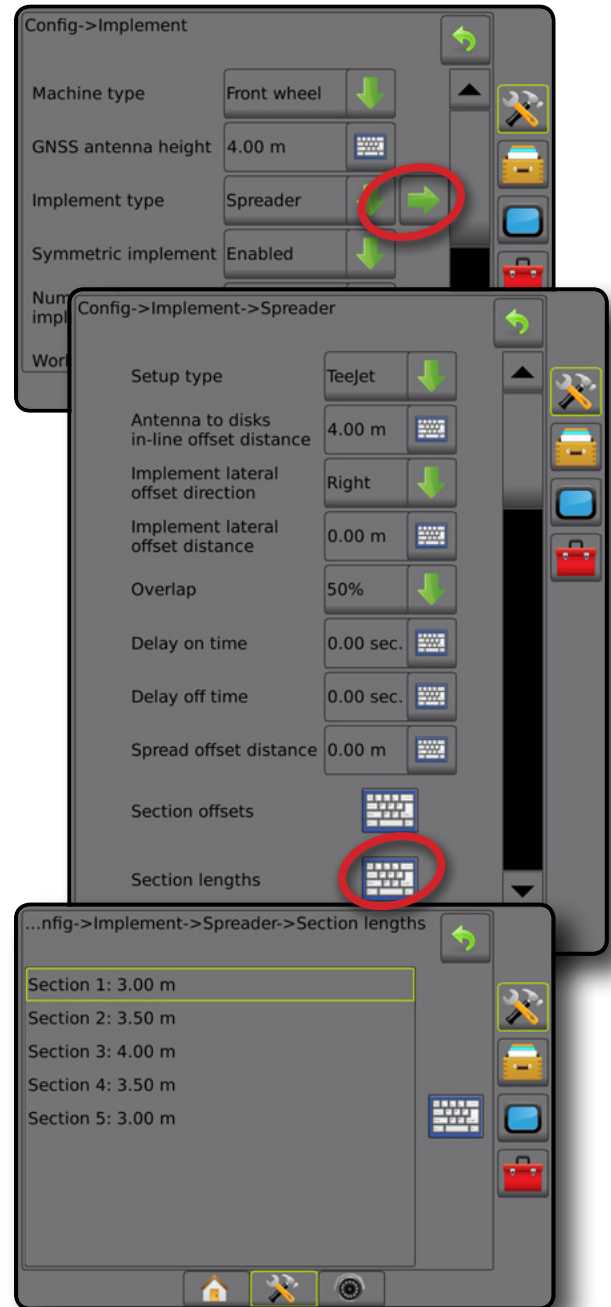 Config->Implement
Machine type Front wheel
GNSS antenna height 4.00 m
Implement type Spreader
Symmetric implement Enabled
Config->Implement->Spreader
Setup type TeeJet
Antenna to disks
in-line offset distance 4.00 m
Implement lateral
offset direction Right
Implement lateral
offset distance 0.00 m
Overlap 50%
Delay on time 0.00 sec.
Delay off time 0.00 sec.
Spread offset distance 0.00 m
Section offsets
Section lengths
...nfig->Implement->Spreader->Section lengths
Section 1: 3.00 m
Section 2: 3.50 m
Section 3: 4.00 m
Section 4: 3.50 m
Section 5: 3.00 m